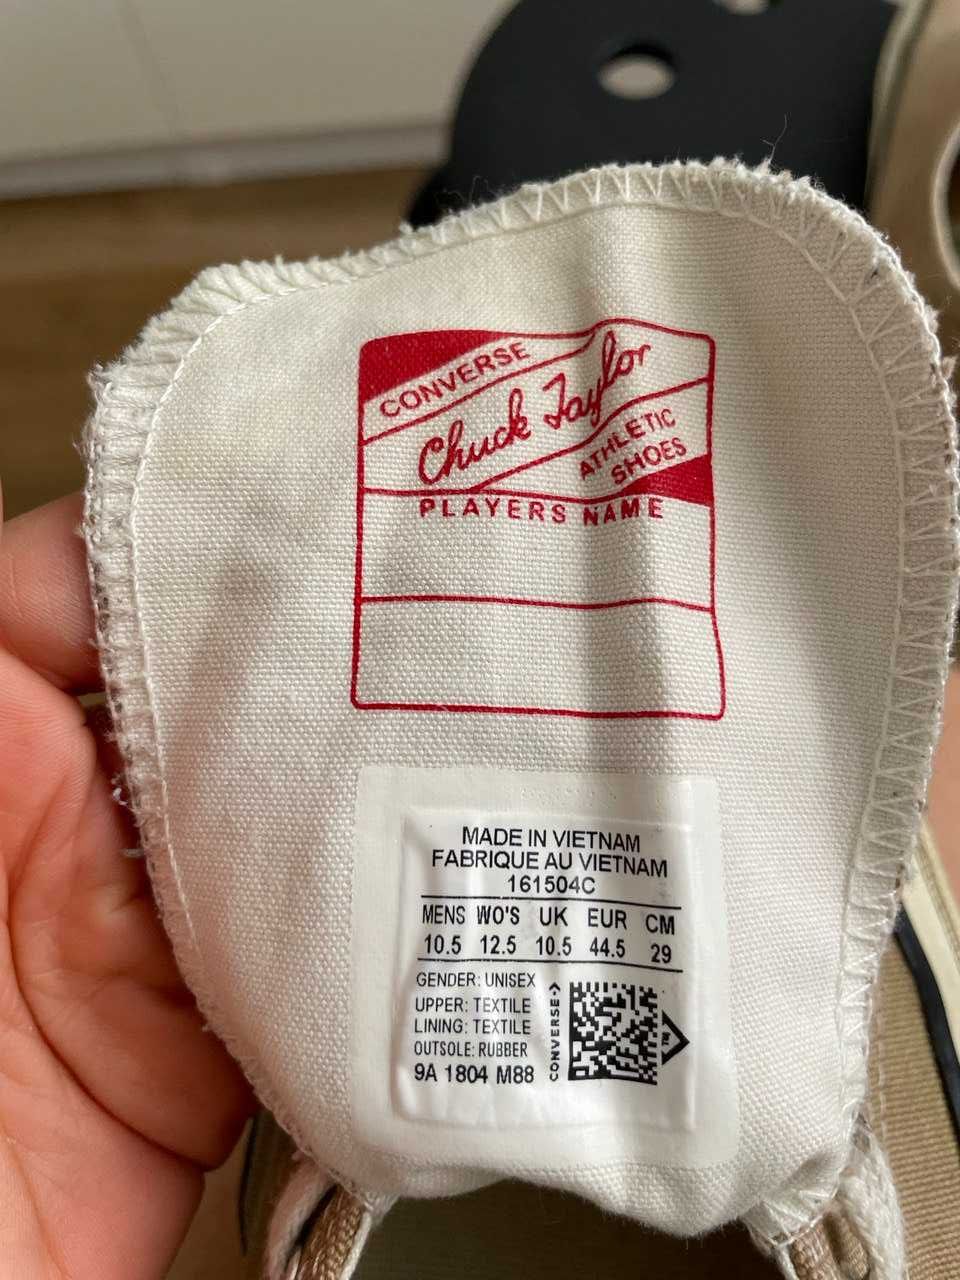 CONVERSE
Chuck Taylor
ATHLETIC
SHOES
PLAYERS NAME
MADE IN VIETNAM
FABRIQUE AU VIETNAM
161504C
MENS WO'S UK EUR CM
10.5 12.5 10.5 44.5 29
GENDER: UNISEX
UPPER: TEXTILE
LINING: TEXTILE
OUTSOLE: RUBBER
9A 1804 M88
CONVERSE
TM